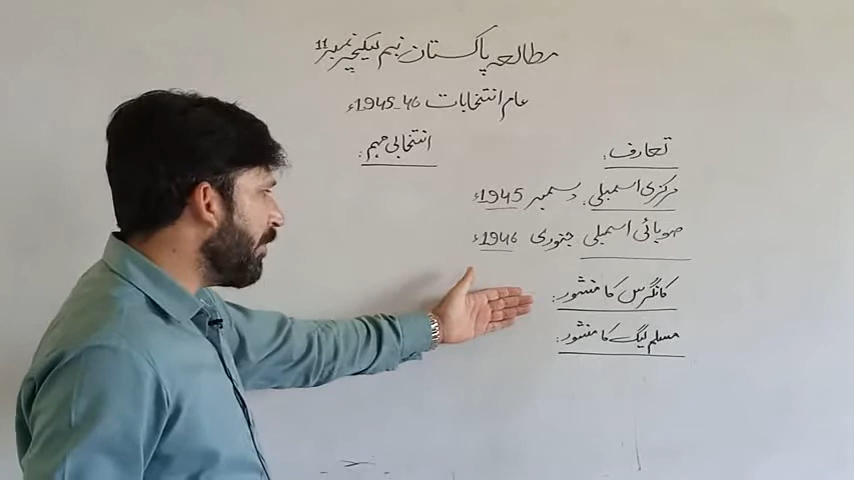 مطالعہ پاکستان نہم لیکچر نمبر 11
عام انتخابات 46-1945ء
تعارف:
انتخابی مہم:
مرکزی اسمبلی: دسمبر 1945ء
صوبائی اسمبلی جنوری 1946ء
کانگرس کا منشور:
مسلم لیگ کا منشور: